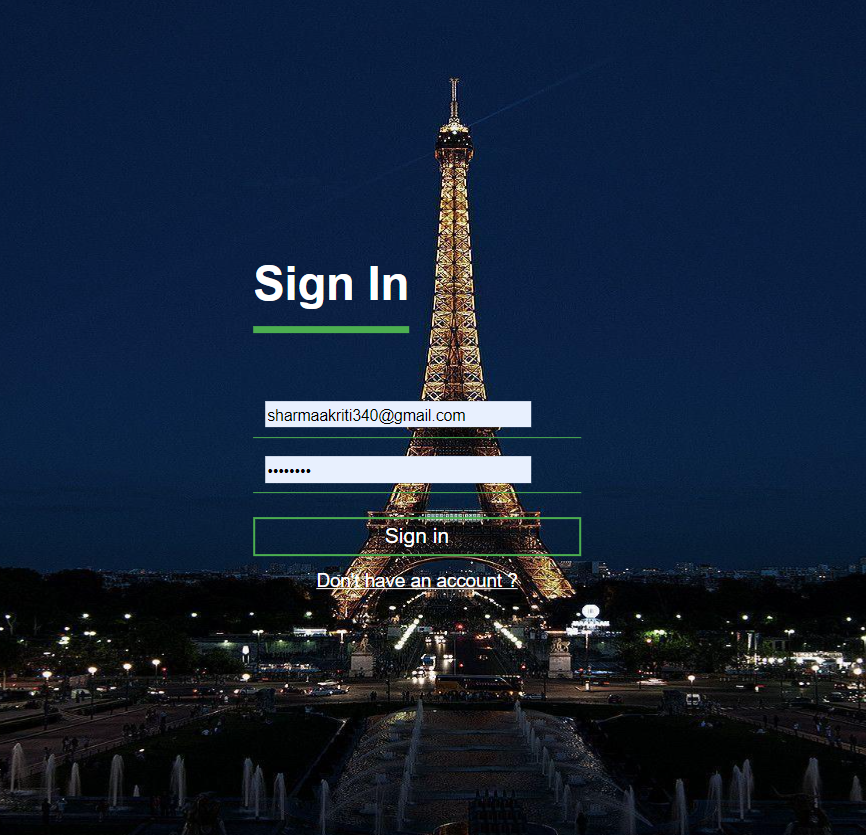 Sign In
sharmaakriti340@gmail.com
••••••••
Sign in
Don't have an account ?